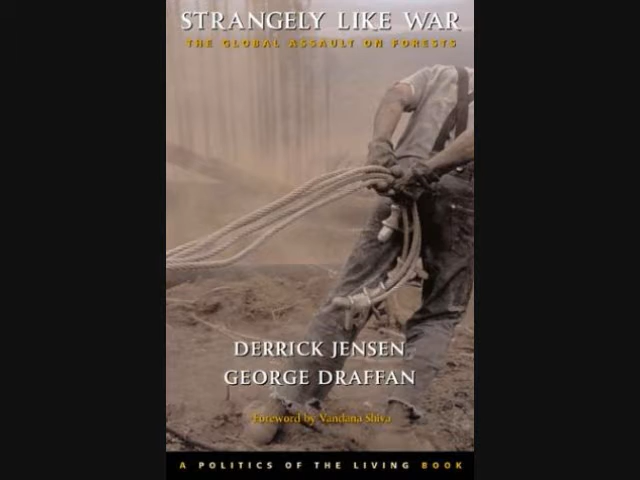 STRANGELY LIKE WAR
THE GLOBAL ASSAULT ON FORESTS
DERRICK JENSEN
GEORGE DRAFFAN
Foreword by Vandana Shiva
A POLITICS OF THE LIVING BOOK